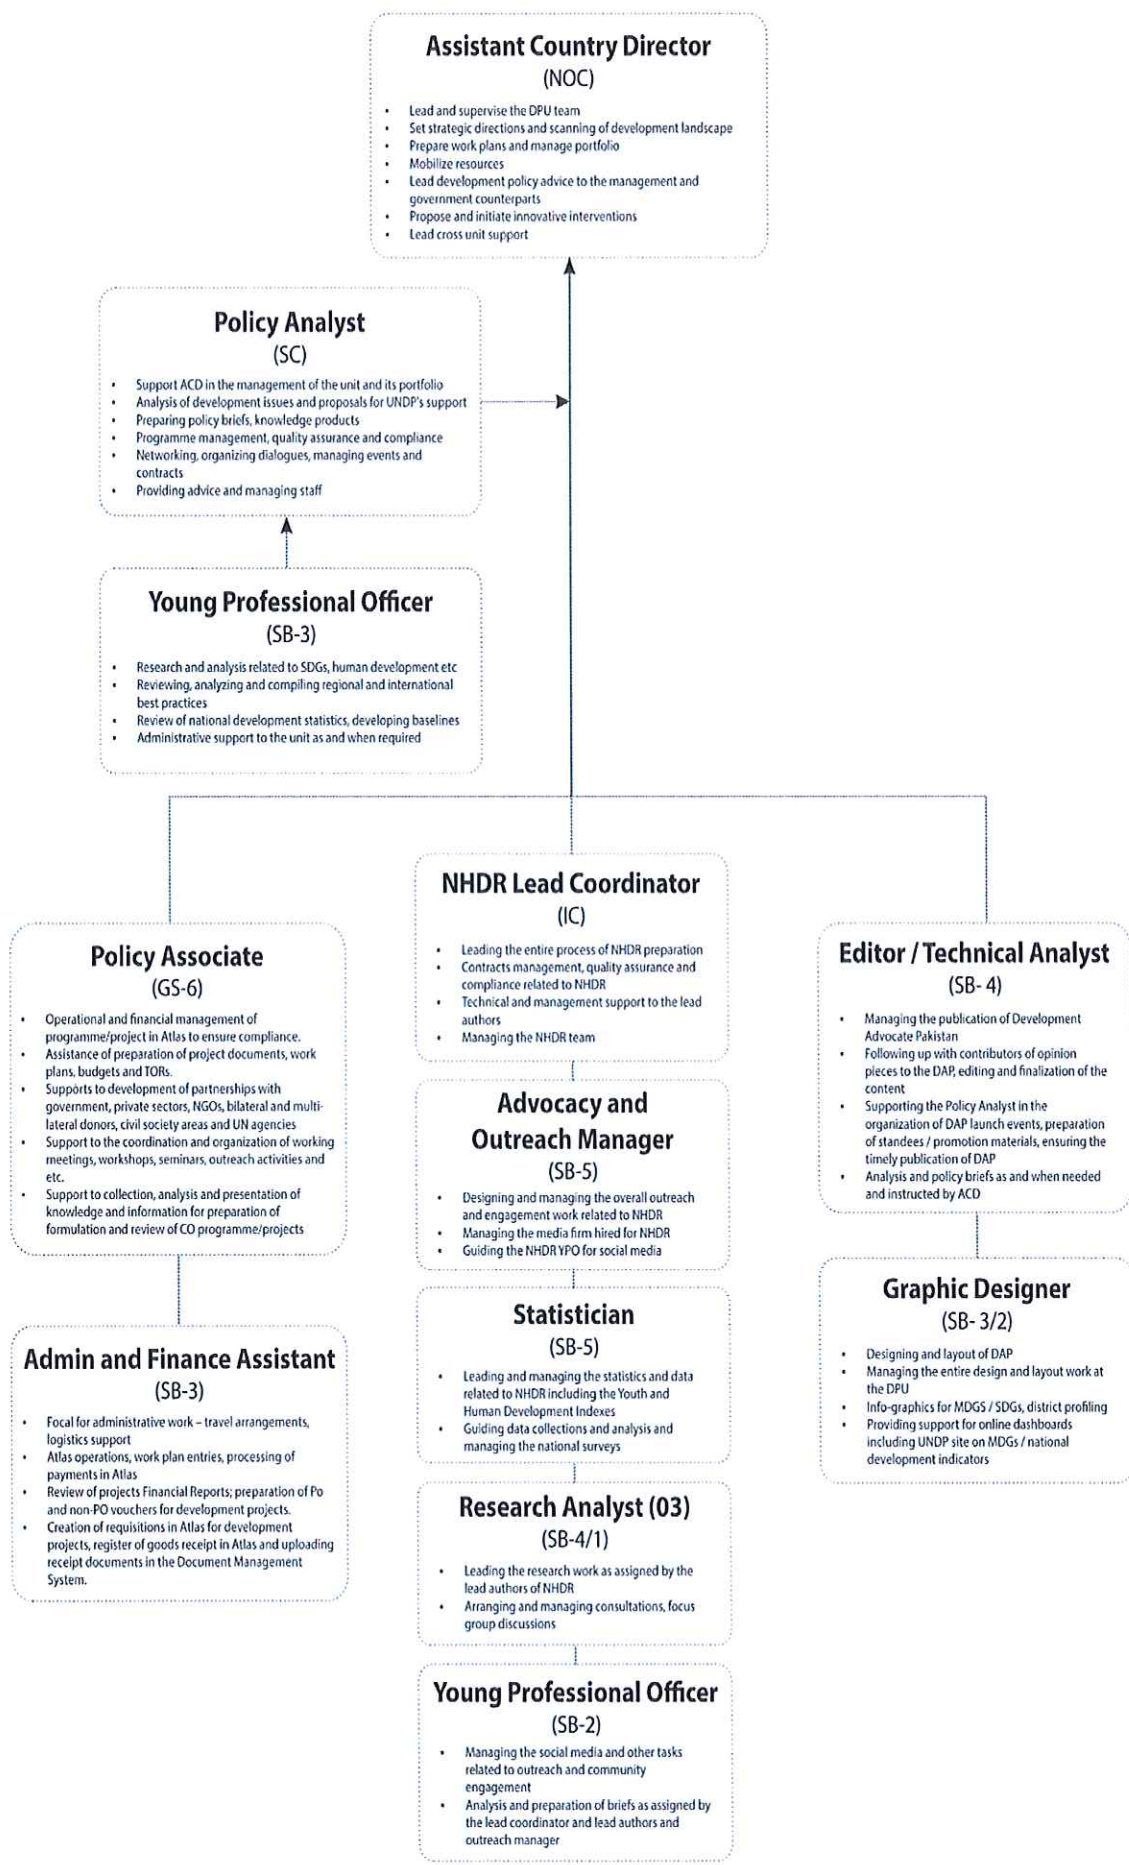 Assistant Country Director
(NOC)
• Lead and supervise the DPU team
• Set strategic directions and scanning of development landscape
• Prepare work plans and manage portfolio
• Mobilize resources
• Lead development policy advice to the management and
government counterparts
• Propose and initiate innovative interventions
• Lead cross unit support
Policy Analyst
(SC)
• Support ACD in the management of the unit and its portfolio
• Analysis of development issues and proposals for UNDP's support
• Preparing policy briefs, knowledge products
• Programme management, quality assurance and compliance
• Networking, organizing dialogues, managing events and
contracts
• Providing advice and managing staff
Young Professional Officer
(SB-3)
• Research and analysis related to SDGs, human development etc
• Reviewing, analyzing and compiling regional and international
best practices
• Review of national development statistics, developing baselines
• Administrative support to the unit as and when required
Policy Associate
(GS-6)
• Operational and financial management of
programme/project in Atlas to ensure compliance.
• Assistance of preparation of project documents, work
plans, budgets and TORs.
• Supports to development of partnerships with
government, private sectors, NGOs, bilateral and multi-
lateral donors, civil society areas and UN agencies
• Support to the coordination and organization of working
meetings, workshops, seminars, outreach activities and
etc.
• Support to collection, analysis and presentation of
knowledge and information for preparation of
formulation and review of CO programme/projects
Admin and Finance Assistant
(SB-3)
• Focal for administrative work – travel arrangements,
logistics support
• Atlas operations, work plan entries, processing of
payments in Atlas
• Review of projects Financial Reports; preparation of Po
and non-PO vouchers for development projects.
• Creation of requisitions in Atlas for development
projects, register of goods receipt in Atlas and uploading
receipt documents in the Document Management
System.
NHDR Lead Coordinator
(IC)
• Leading the entire process of NHDR preparation
• Contracts management, quality assurance and
compliance related to NHDR
• Technical and management support to the lead
authors
• Managing the NHDR team
Advocacy and
Outreach Manager
(SB-5)
• Designing and managing the overall outreach
and engagement work related to NHDR
• Managing the media firm hired for NHDR
• Guiding the NHDR YPO for social media
Statistician
(SB-5)
• Leading and managing the statistics and data
related to NHDR including the Youth and
Human Development Indexes
• Guiding data collections and analysis and
managing the national surveys
Research Analyst (03)
(SB-4/1)
• Leading the research work as assigned by the
lead authors of NHDR
• Arranging and managing consultations, focus
group discussions
Young Professional Officer
(SB-2)
• Managing the social media and other tasks
related to outreach and community
engagement
• Analysis and preparation of briefs as assigned by
the lead coordinator and lead authors and
outreach manager
Editor / Technical Analyst
(SB- 4)
• Managing the publication of Development
Advocate Pakistan
• Following up with contributors of opinion
pieces to the DAP, editing and finalization of the
content
• Supporting the Policy Analyst in the
organization of DAP launch events, preparation
of standees / promotion materials, ensuring the
timely publication of DAP
• Analysis and policy briefs as and when needed
and instructed by ACD
Graphic Designer
(SB- 3/2)
• Designing and layout of DAP
• Managing the entire design and layout work at
the DPU
• Info-graphics for MDGS / SDGs, district profiling
• Providing support for online dashboards
including UNDP site on MDGs / national
development indicators